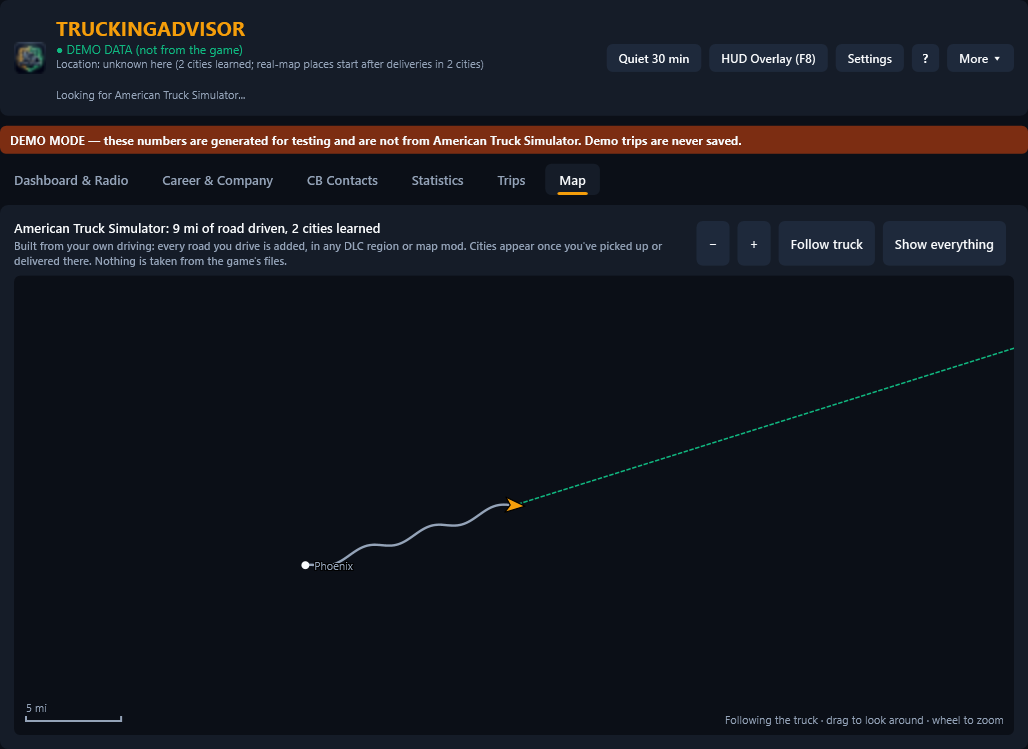 TRUCKINGADVISOR
● DEMO DATA (not from the game)
Location: unknown here (2 cities learned; real-map places start after deliveries in 2 cities)
Looking for American Truck Simulator...
Quiet 30 min
HUD Overlay (F8)
Settings
?
More ▾
DEMO MODE — these numbers are generated for testing and are not from American Truck Simulator. Demo trips are never saved.
Dashboard & Radio
Career & Company
CB Contacts
Statistics
Trips
Map
American Truck Simulator: 9 mi of road driven, 2 cities learned
Built from your own driving: every road you drive is added, in any DLC region or map mod. Cities appear once you've picked up or
delivered there. Nothing is taken from the game's files.
−
+
Follow truck
Show everything
Phoenix
5 mi
Following the truck · drag to look around · wheel to zoom